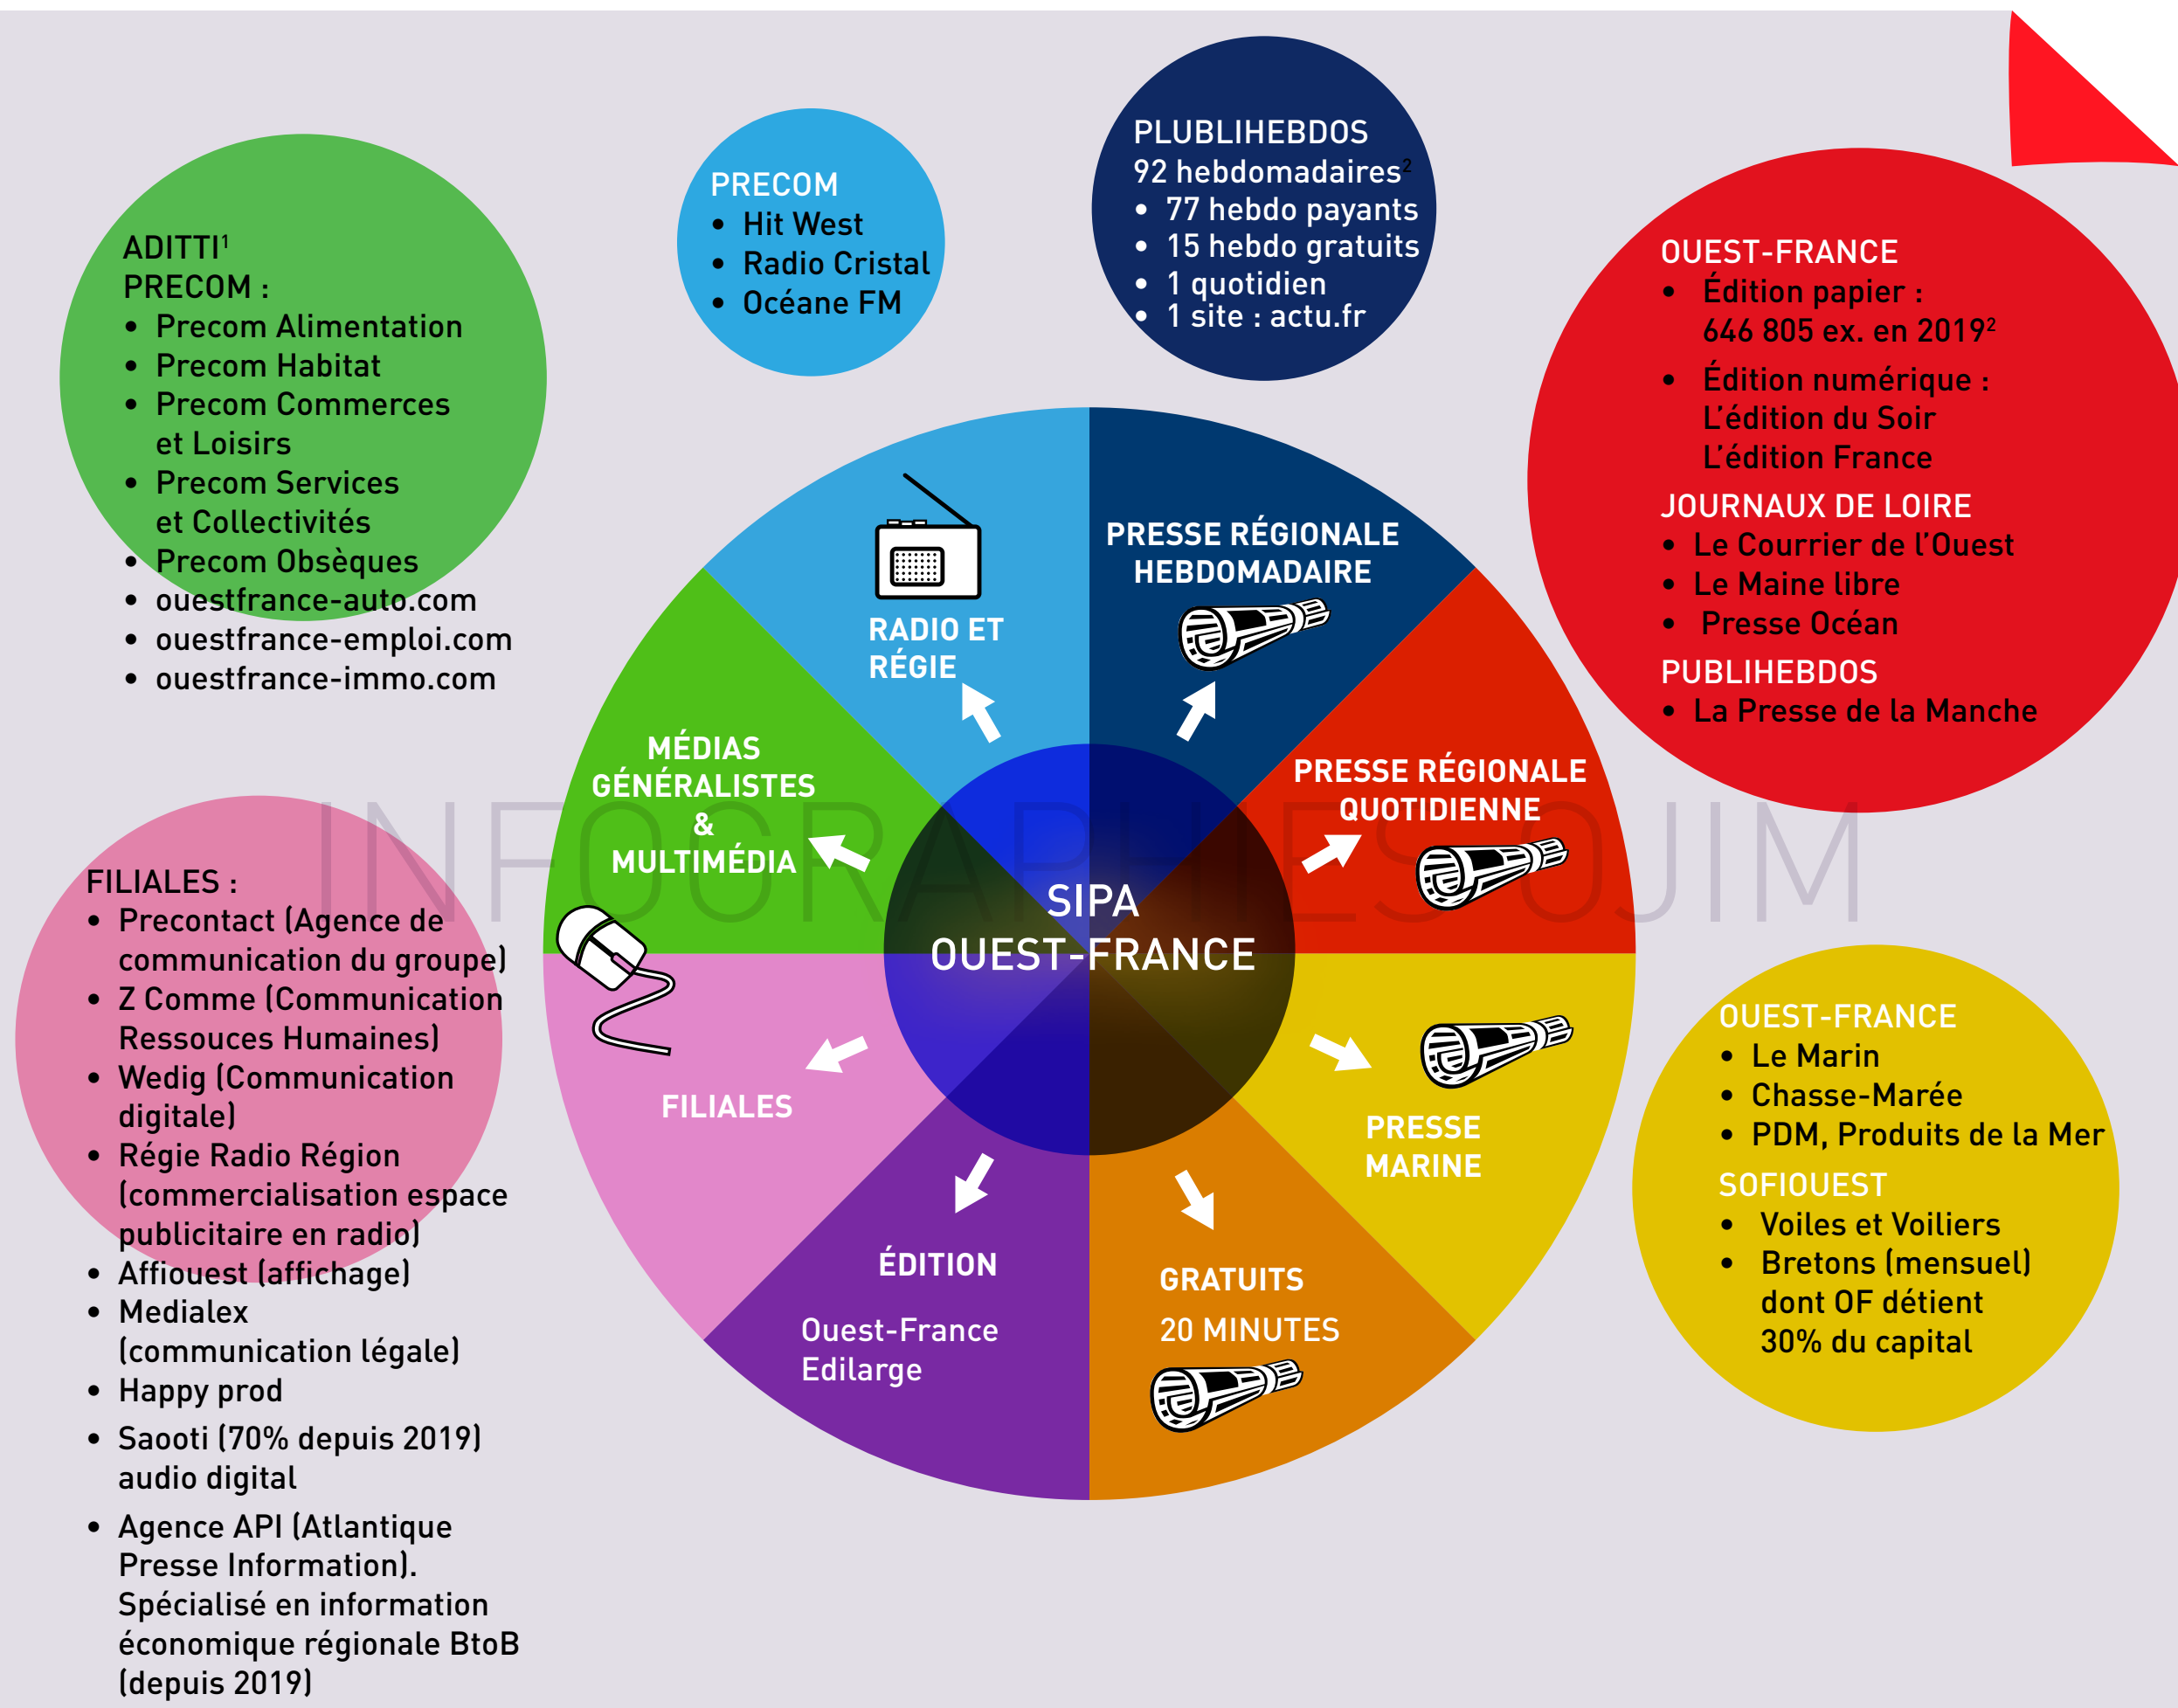 ADITTI¹
PRECOM :
• Precom Alimentation
• Precom Habitat
• Precom Commerces
et Loisirs
• Precom Services
et Collectivités
• Precom Obsèques
• ouestfrance-auto.com
• ouestfrance-emploi.com
• ouestfrance-immo.com
PRECOM
• Hit West
• Radio Cristal
• Océane FM
PLUBLIHEBDOS
92 hebdomadaires²
• 77 hebdo payants
• 15 hebdo gratuits
• 1 quotidien
• 1 site : actu.fr
OUEST-FRANCE
• Édition papier :
646 805 ex. en 2019²
• Édition numérique :
L'édition du Soir
L'édition France
JOURNAUX DE LOIRE
• Le Courrier de l'Ouest
• Le Maine libre
• Presse Océan
PUBLIHEBDOS
• La Presse de la Manche
RADIO ET
RÉGIE
PRESSE RÉGIONALE
HEBDOMADAIRE
MÉDIAS
GÉNÉRALISTES
&
MULTIMÉDIA
PRESSE RÉGIONALE
QUOTIDIENNE
INFOGRAPHIES OJIM
SIPA
OUEST-FRANCE
FILIALES
PRESSE
MARINE
ÉDITION
Ouest-France
Edilarge
GRATUITS
20 MINUTES
FILIALES :
• Precontact (Agence de
communication du groupe)
• Z Comme (Communication
Ressouces Humaines)
• Wedig (Communication
digitale)
• Régie Radio Région
(commercialisation espace
publicitaire en radio)
• Affiouest (affichage)
• Medialex
(communication légale)
• Happy prod
• Saooti (70% depuis 2019)
audio digital
• Agence API (Atlantique
Presse Information).
Spécialisé en information
économique régionale BtoB
(depuis 2019)
OUEST-FRANCE
• Le Marin
• Chasse-Marée
• PDM, Produits de la Mer
SOFIOUEST
• Voiles et Voiliers
• Bretons (mensuel)
dont OF détient
30% du capital